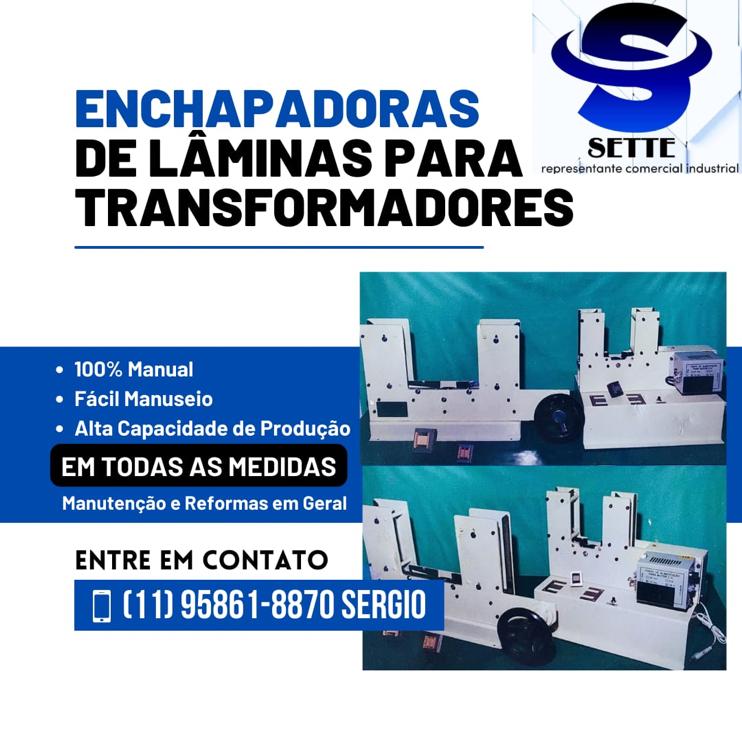 SETTE
representante comercial industrial
ENCHAPADORAS
DE LÂMINAS PARA
TRANSFORMADORES
100% Manual
Fácil Manuseio
Alta Capacidade de Produção
EM TODAS AS MEDIDAS
Manutenção e Reformas em Geral
ENTRE EM CONTATO
(11) 95861-8870 SERGIO